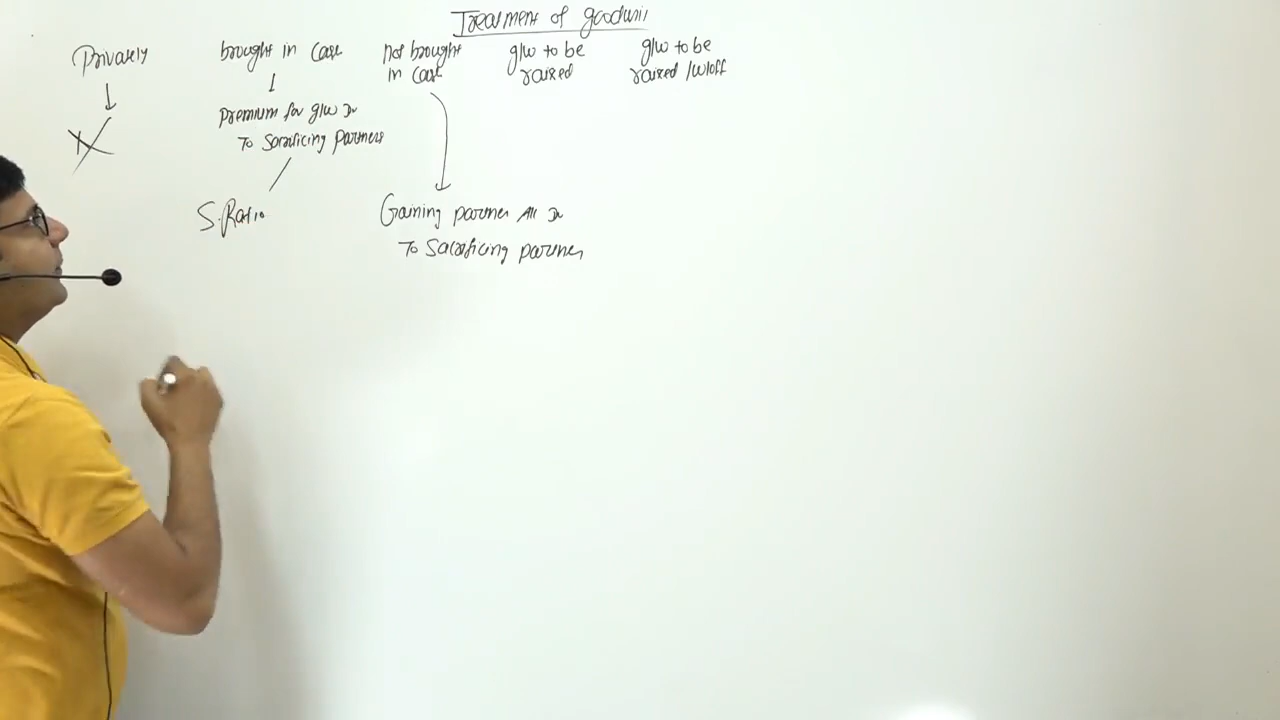 Treatment of goodwill
Privately
brought in Cash
Not brought
in Cash
g/w to be
raised
g/w to be
raised /w/off
Premium for g/w Dr
To Sacrificing Partners
S. Ratio
Gaining partner A/c Dr
To Sacrificing partner